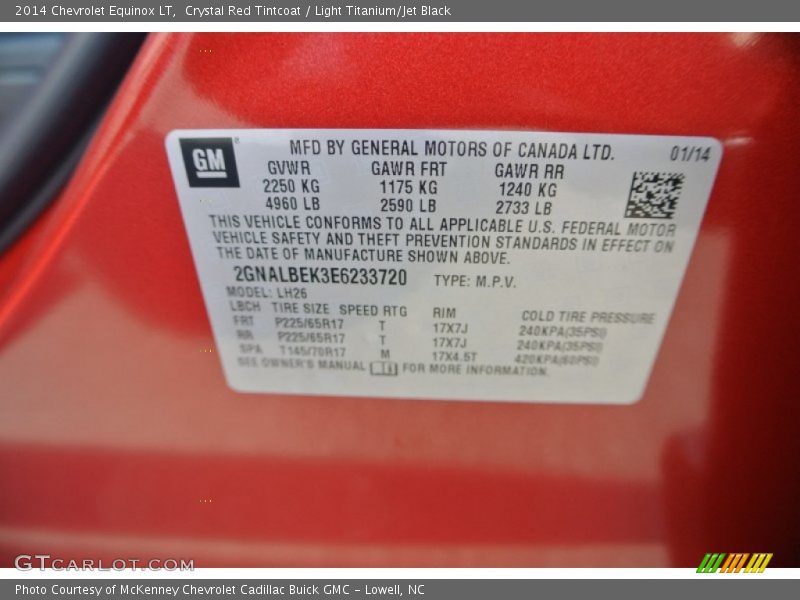 2014 Chevrolet Equinox LT, Crystal Red Tintcoat / Light Titanium/Jet Black
GM
MFD BY GENERAL MOTORS OF CANADA LTD. 01/14
GVWR GAWR FRT GAWR RR
2250 KG 1175 KG 1240 KG
4960 LB 2590 LB 2733 LB
THIS VEHICLE CONFORMS TO ALL APPLICABLE U.S. FEDERAL MOTOR
VEHICLE SAFETY AND THEFT PREVENTION STANDARDS IN EFFECT ON
THE DATE OF MANUFACTURE SHOWN ABOVE.
2GNALBEK3E6233720 TYPE: M.P.V.
MODEL: LH26
LBCH TIRE SIZE SPEED RTG RIM COLD TIRE PRESSURE
FRT P225/65R17 T 17X7J 240KPA(35PSI)
RR P225/65R17 T 17X7J 240KPA(35PSI)
SPA T145/70R17 M 17X4.5T 420KPA(60PSI)
SEE OWNER'S MANUAL FOR MORE INFORMATION.
GTCARLOT.COM
Photo Courtesy of McKenney Chevrolet Cadillac Buick GMC – Lowell, NC